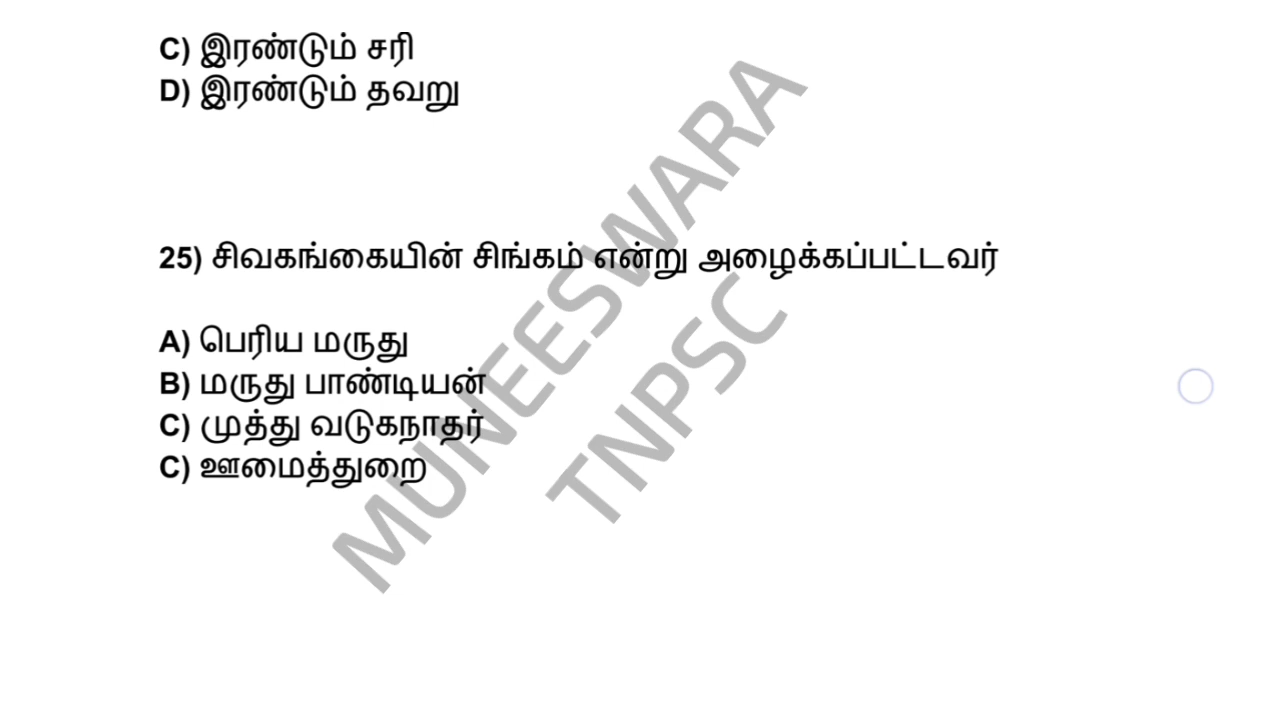 C) இரண்டும் சரி
D) இரண்டும் தவறு
25) சிவகங்கையின் சிங்கம் என்று அழைக்கப்பட்டவர்
A) பெரிய மருது
B) மருது பாண்டியன்
C) முத்து வடுகநாதர்
C) ஊமைத்துறை
MUNEESWARA
TNPSC